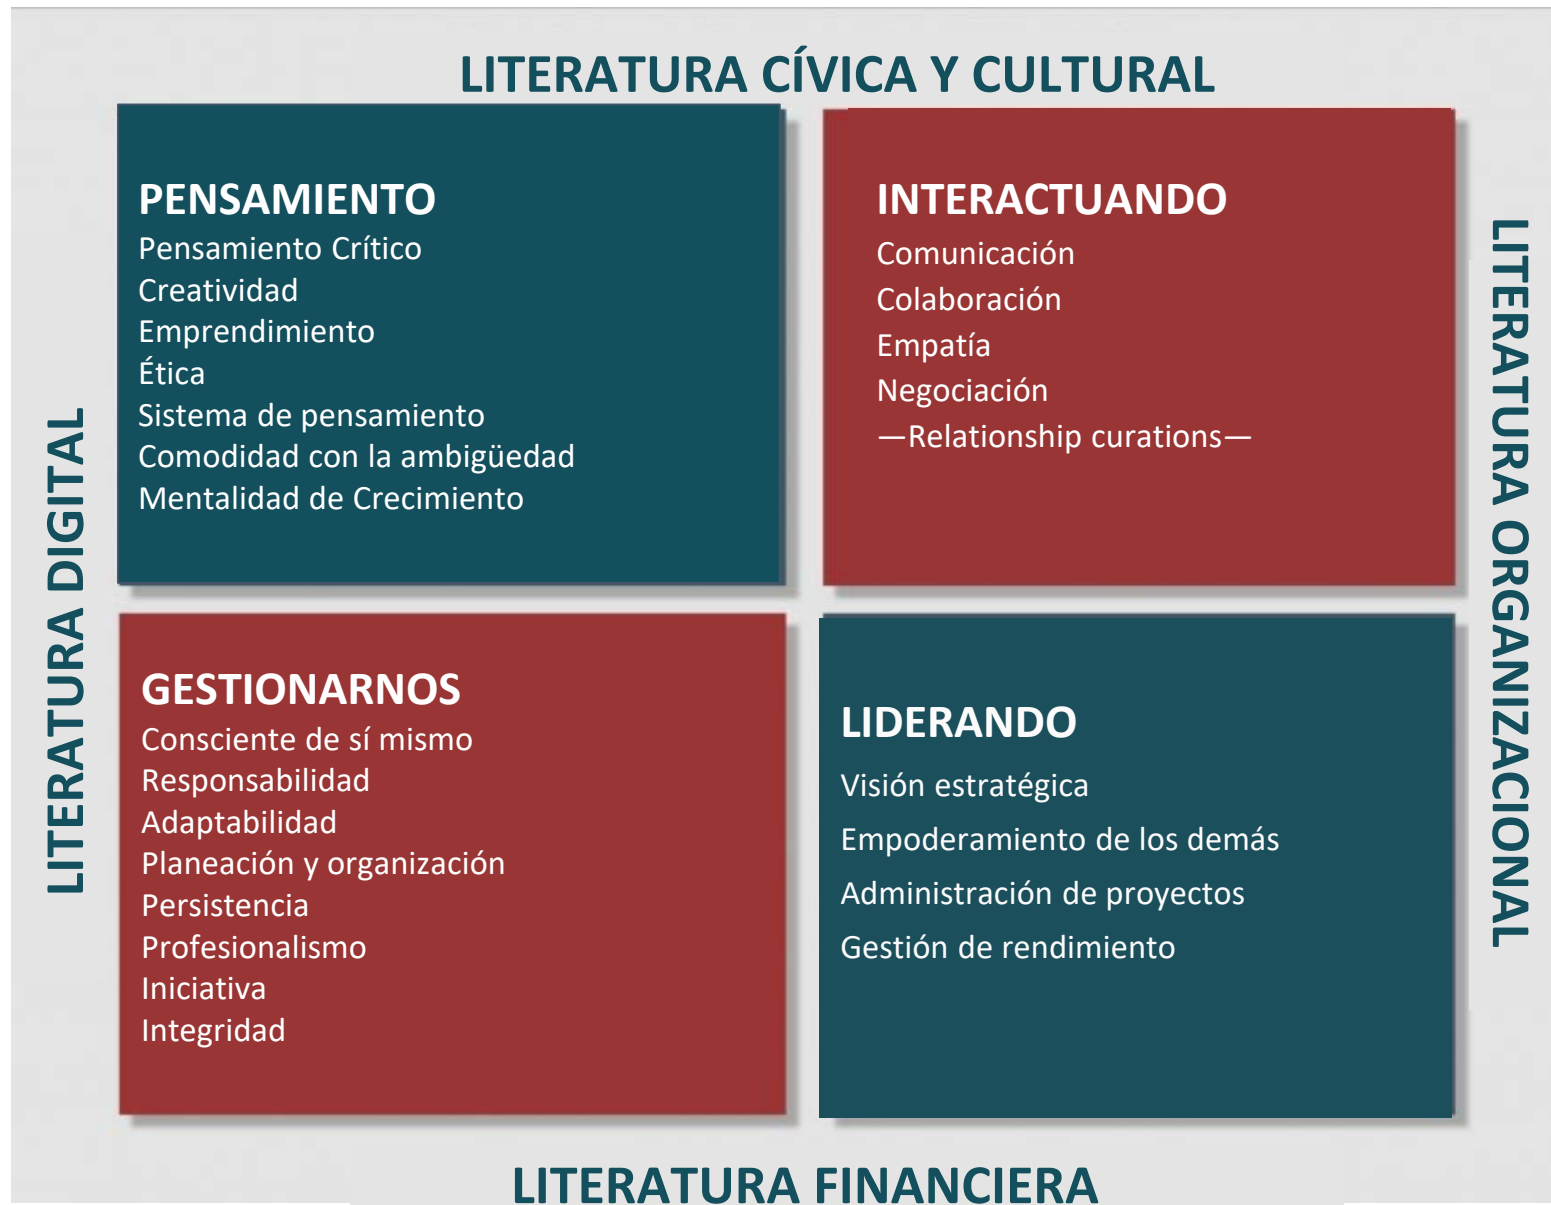 LITERATURA CÍVICA Y CULTURAL
PENSAMIENTO
Pensamiento Crítico
Creatividad
Emprendimiento
Ética
Sistema de pensamiento
Comodidad con la ambigüedad
Mentalidad de Crecimiento
INTERACTUANDO
Comunicación
Colaboración
Empatía
Negociación
—Relationship curations—
LITERATURA DIGITAL
LITERATURA ORGANIZACIONAL
GESTIONARNOS
Consciente de sí mismo
Responsabilidad
Adaptabilidad
Planeación y organización
Persistencia
Profesionalismo
Iniciativa
Integridad
LIDERANDO
Visión estratégica
Empoderamiento de los demás
Administración de proyectos
Gestión de rendimiento
LITERATURA FINANCIERA